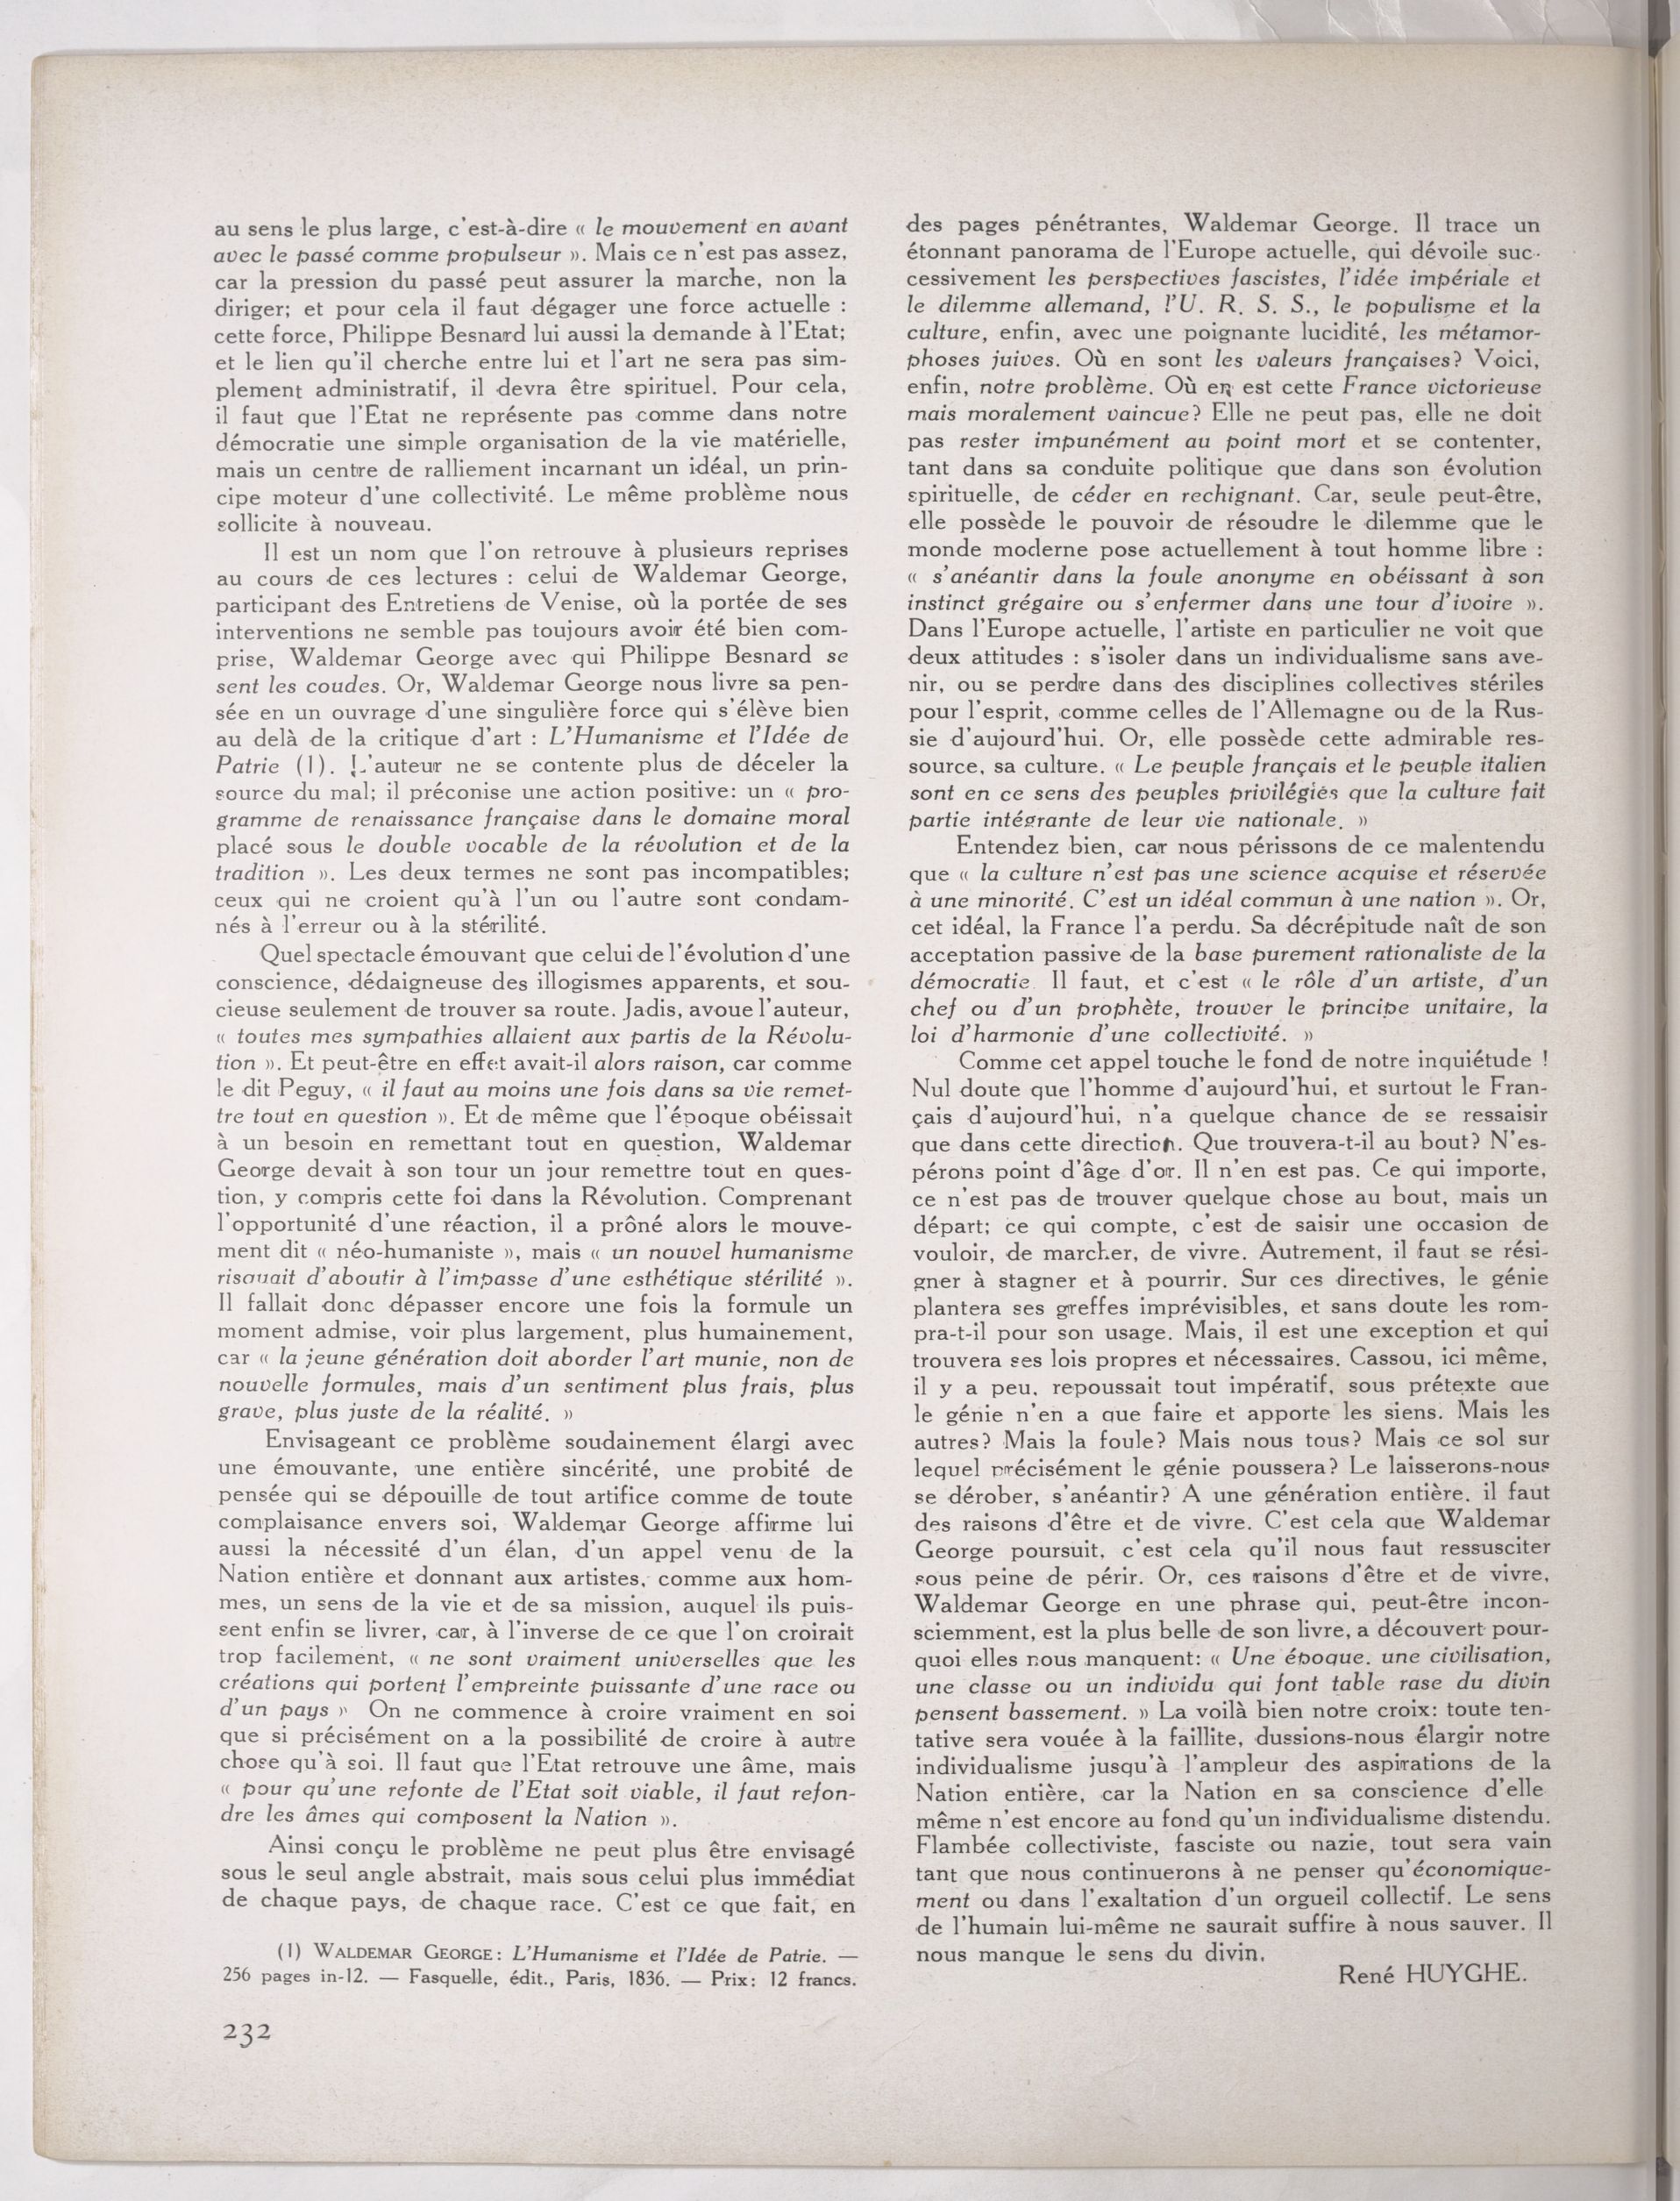 au sens le plus large, c'est-à-dire « le mouvement en avant
avec le passé comme propulseur ». Mais ce n'est pas assez,
car la pression du passé peut assurer la marche, non la
diriger; et pour cela il faut dégager une force actuelle :
cette force, Philippe Besnard lui aussi la demande à l'Etat;
et le lien qu'il cherche entre lui et l'art ne sera pas sim-
plement administratif, il devra être spirituel. Pour cela,
il faut que l'Etat ne représente pas comme dans notre
démocratie une simple organisation de la vie matérielle,
mais un centre de ralliement incarnant un idéal, un prin-
cipe moteur d'une collectivité. Le même problème nous
sollicite à nouveau.
Il est un nom que l'on retrouve à plusieurs reprises
au cours de ces lectures : celui de Waldemar George,
participant des Entretiens de Venise, où la portée de ses
interventions ne semble pas toujours avoir été bien com-
prise, Waldemar George avec qui Philippe Besnard se
sent les coudes. Or, Waldemar George nous livre sa pen-
sée en un ouvrage d'une singulière force qui s'élève bien
au delà de la critique d'art : L'Humanisme et l'Idée de
Patrie (1). L'auteur ne se contente plus de déceler la
source du mal; il préconise une action positive: un « pro-
gramme de renaissance française dans le domaine moral
placé sous le double vocable de la révolution et de la
tradition ». Les deux termes ne sont pas incompatibles;
ceux qui ne croient qu'à l'un ou l'autre sont condam-
nés à l'erreur ou à la stérilité.
Quel spectacle émouvant que celui de l'évolution d'une
conscience, dédaigneuse des illogismes apparents, et sou-
cieuse seulement de trouver sa route. Jadis, avoue l'auteur,
« toutes mes sympathies allaient aux partis de la Révolu-
tion ». Et peut-être en effet avait-il alors raison, car comme
le dit Peguy, « il faut au moins une fois dans sa vie remet-
tre tout en question ». Et de même que l'époque obéissait
à un besoin en remettant tout en question, Waldemar
George devait à son tour un jour remettre tout en ques-
tion, y compris cette foi dans la Révolution. Comprenant
l'opportunité d'une réaction, il a prôné alors le mouve-
ment dit « néo-humaniste », mais « un nouvel humanisme
risquait d'aboutir à l'impasse d'une esthétique stérilité ».
Il fallait donc dépasser encore une fois la formule un
moment admise, voir plus largement, plus humainement,
car « la jeune génération doit aborder l'art munie, non de
nouvelle formules, mais d'un sentiment plus frais, plus
grave, plus juste de la réalité. »
Envisageant ce problème soudainement élargi avec
une émouvante, une entière sincérité, une probité de
pensée qui se dépouille de tout artifice comme de toute
complaisance envers soi, Waldemar George affirme lui
aussi la nécessité d'un élan, d'un appel venu de la
Nation entière et donnant aux artistes, comme aux hom-
mes, un sens de la vie et de sa mission, auquel ils puis-
sent enfin se livrer, car, à l'inverse de ce que l'on croirait
trop facilement, « ne sont vraiment universelles que les
créations qui portent l'empreinte puissante d'une race ou
d'un pays » On ne commence à croire vraiment en soi
que si précisément on a la possibilité de croire à autre
chose qu'à soi. Il faut que l'Etat retrouve une âme, mais
« pour qu'une refonte de l'Etat soit viable, il faut refon-
dre les âmes qui composent la Nation ».
Ainsi conçu le problème ne peut plus être envisagé
sous le seul angle abstrait, mais sous celui plus immédiat
de chaque pays, de chaque race. C'est ce que fait, en
(1) WALDEMAR GEORGE: L'Humanisme et l'Idée de Patrie. —
256 pages in-12. — Fasquelle, édit., Paris, 1836. — Prix: 12 francs.
232
des pages pénétrantes, Waldemar George. Il trace un
étonnant panorama de l'Europe actuelle, qui dévoile suc-
cessivement les perspectives fascistes, l'idée impériale et
le dilemme allemand, l'U. R. S. S., le populisme et la
culture, enfin, avec une poignante lucidité, les métamor-
phoses juives. Où en sont les valeurs françaises? Voici,
enfin, notre problème. Où en est cette France victorieuse
mais moralement vaincue? Elle ne peut pas, elle ne doit
pas rester impunément au point mort et se contenter,
tant dans sa conduite politique que dans son évolution
spirituelle, de céder en rechignant. Car, seule peut-être,
elle possède le pouvoir de résoudre le dilemme que le
monde moderne pose actuellement à tout homme libre :
« s'anéantir dans la foule anonyme en obéissant à son
instinct grégaire ou s'enfermer dans une tour d'ivoire ».
Dans l'Europe actuelle, l'artiste en particulier ne voit que
deux attitudes : s'isoler dans un individualisme sans ave-
nir, ou se perdre dans des disciplines collectives stériles
pour l'esprit, comme celles de l'Allemagne ou de la Rus-
sie d'aujourd'hui. Or, elle possède cette admirable res-
source, sa culture. « Le peuple français et le peuple italien
sont en ce sens des peuples privilégiés que la culture fait
partie intégrante de leur vie nationale. »
Entendez bien, car nous périssons de ce malentendu
que « la culture n'est pas une science acquise et réservée
à une minorité. C'est un idéal commun à une nation ». Or,
cet idéal, la France l'a perdu. Sa décrépitude naît de son
acceptation passive de la base purement rationaliste de la
démocratie. Il faut, et c'est « le rôle d'un artiste, d'un
chef ou d'un prophète, trouver le principe unitaire, la
loi d'harmonie d'une collectivité. »
Comme cet appel touche le fond de notre inquiétude !
Nul doute que l'homme d'aujourd'hui, et surtout le Fran-
çais d'aujourd'hui, n'a quelque chance de se ressaisir
que dans cette direction. Que trouvera-t-il au bout? N'es-
pérons point d'âge d'or. Il n'en est pas. Ce qui importe,
ce n'est pas de trouver quelque chose au bout, mais un
départ; ce qui compte, c'est de saisir une occasion de
vouloir, de marcher, de vivre. Autrement, il faut se rési-
gner à stagner et à pourrir. Sur ces directives, le génie
plantera ses greffes imprévisibles, et sans doute les rom-
pra-t-il pour son usage. Mais, il est une exception et qui
trouvera ses lois propres et nécessaires. Cassou, ici même,
il y a peu, repoussait tout impératif, sous prétexte que
le génie n'en a que faire et apporte les siens. Mais les
autres? Mais la foule? Mais nous tous? Mais ce sol sur
lequel précisément le génie poussera? Le laisserons-nous
se dérober, s'anéantir? A une génération entière, il faut
des raisons d'être et de vivre. C'est cela que Waldemar
George poursuit, c'est cela qu'il nous faut ressusciter
sous peine de périr. Or, ces raisons d'être et de vivre,
Waldemar George en une phrase qui, peut-être incon-
sciemment, est la plus belle de son livre, a découvert pour-
quoi elles nous manquent: « Une époque, une civilisation,
une classe ou un individu qui font table rase du divin
pensent bassement. » La voilà bien notre croix: toute ten-
tative sera vouée à la faillite, dussions-nous élargir notre
individualisme jusqu'à l'ampleur des aspirations de la
Nation entière, car la Nation en sa conscience d'elle
même n'est encore au fond qu'un individualisme distendu.
Flambée collectiviste, fasciste ou nazie, tout sera vain
tant que nous continuerons à ne penser qu'économique-
ment ou dans l'exaltation d'un orgueil collectif. Le sens
de l'humain lui-même ne saurait suffire à nous sauver. Il
nous manque le sens du divin.
René HUYGHE.